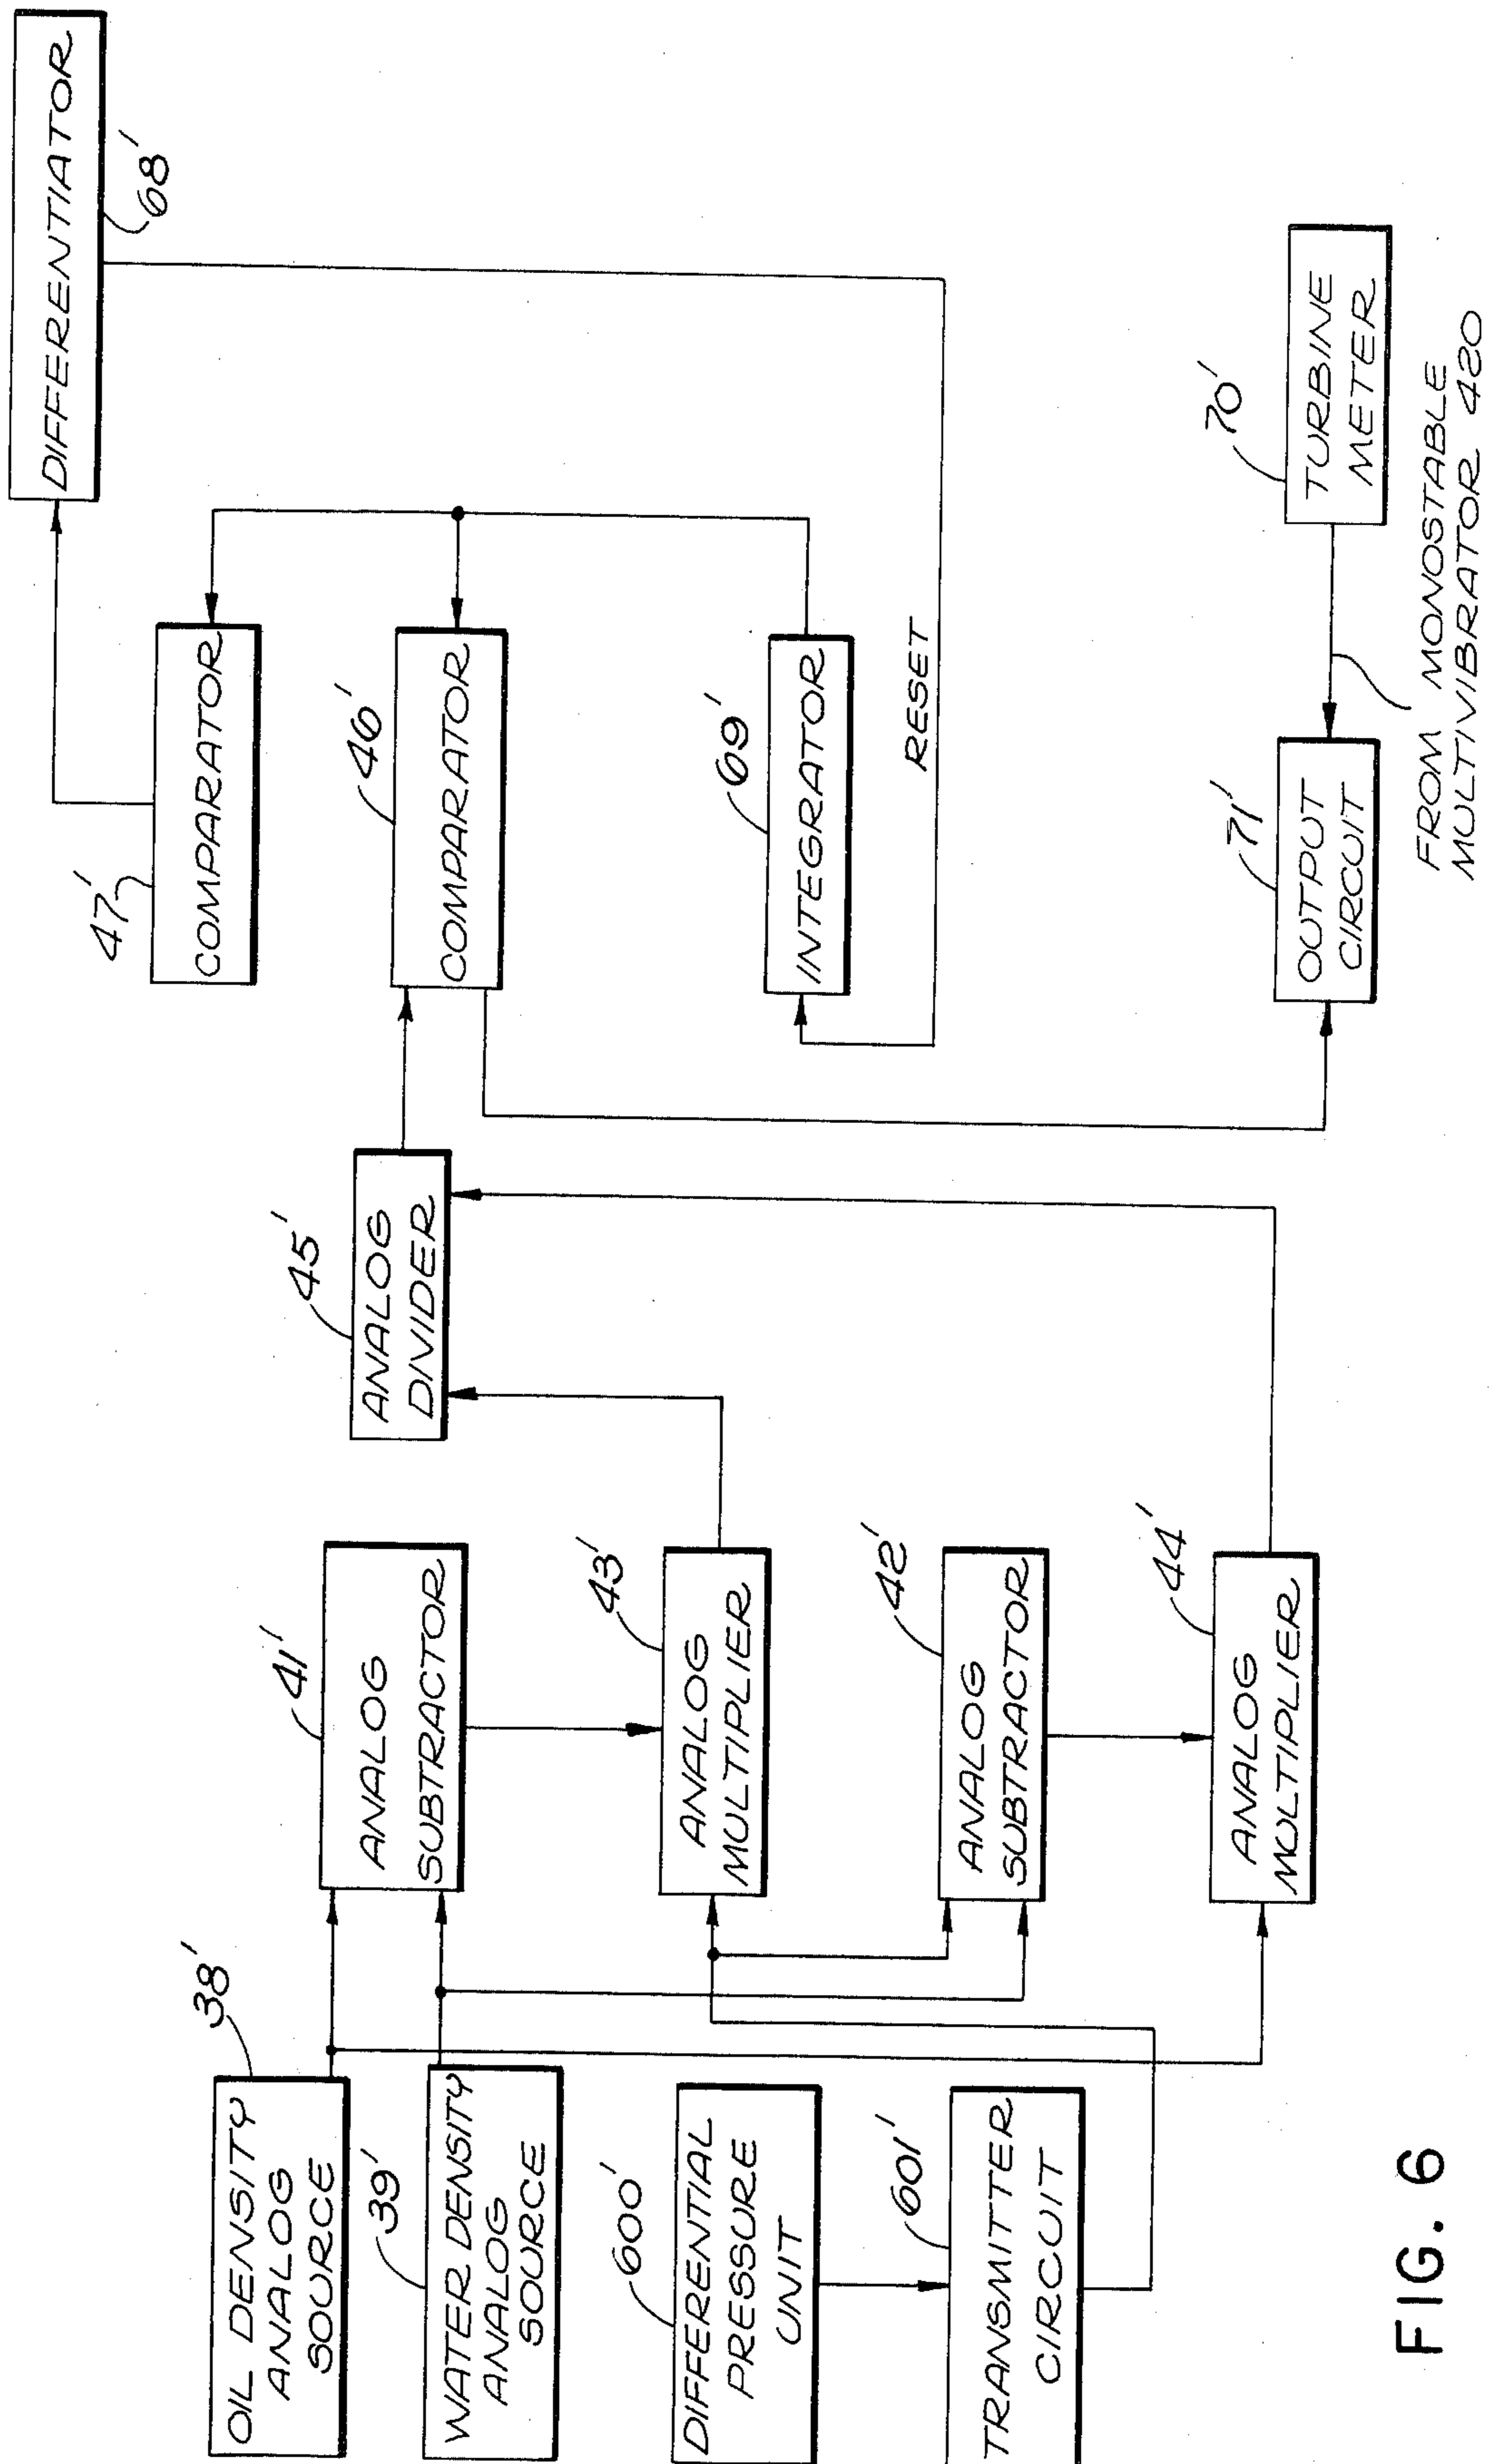 OIL DENSITY
ANALOG
SOURCE
38'
WATER DENSITY
ANALOG
SOURCE
39'
DIFFERENTIAL
PRESSURE
UNIT
600'
TRANSMITTER
CIRCUIT
601'
ANALOG
SUBTRACTOR
41'
ANALOG
MULTIPLIER
43'
ANALOG
SUBTRACTOR
42'
ANALOG
MULTIPLIER
44'
ANALOG
DIVIDER
45'
COMPARATOR
47'
COMPARATOR
46'
INTEGRATOR
69'
RESET
DIFFERENTIATOR
68'
OUTPUT
CIRCUIT
71'
TURBINE
METER
70'
FROM MONOSTABLE
MULTIVIBRATOR 420
FIG. 6